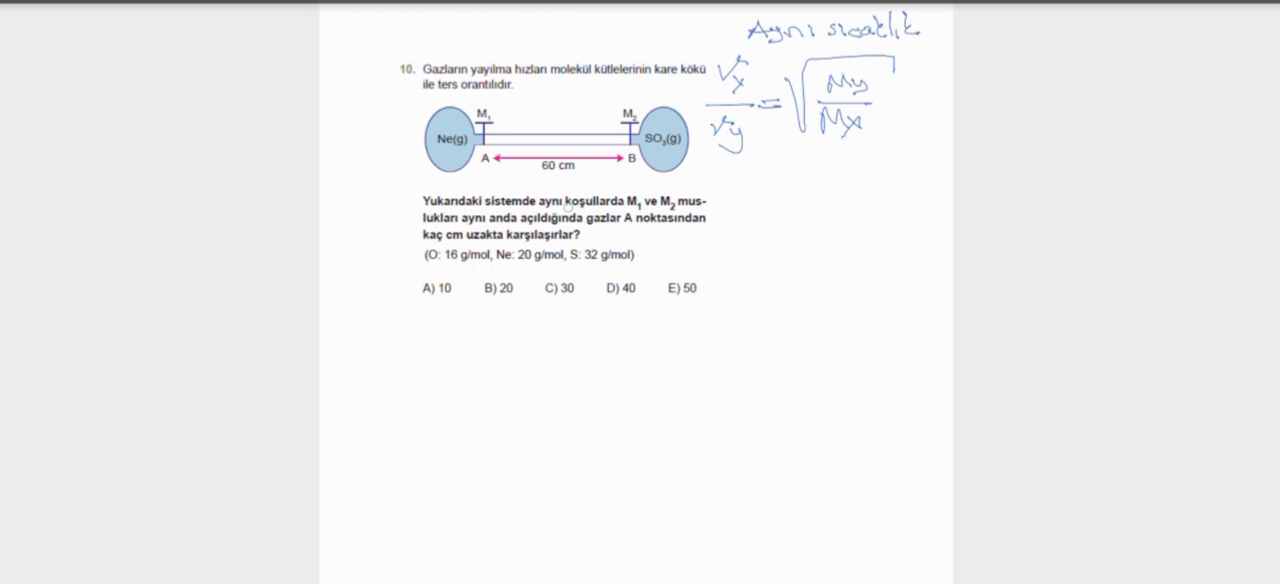 Aynı sıcaklık
10. Gazların yayılma hızları molekül kütlelerinin kare kökü
ile ters orantılıdır.
Vx / Vy = √ My / Mx
M₁ M₂
Ne(g) SO₃(g)
A B
60 cm
Yukarıdaki sistemde aynı koşullarda M₁ ve M₂ mus-
lukları aynı anda açıldığında gazlar A noktasından
kaç cm uzakta karşılaşırlar?
(O: 16 g/mol, Ne: 20 g/mol, S: 32 g/mol)
A) 10 B) 20 C) 30 D) 40 E) 50